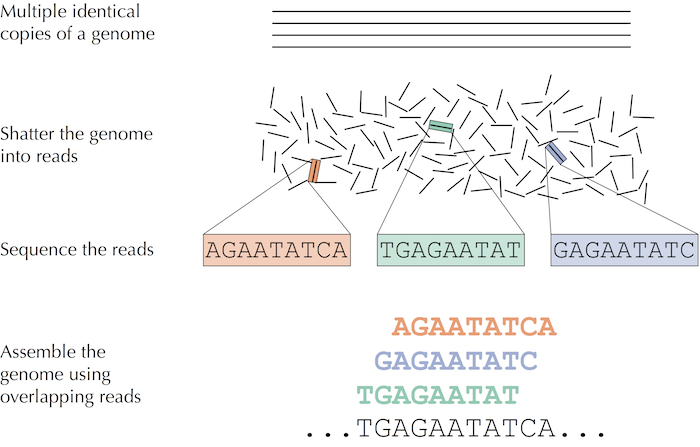 Multiple identical
copies of a genome
Shatter the genome
into reads
Sequence the reads
AGAATATCA
TGAGAATAT
GAGAATATC
Assemble the
genome using
overlapping reads
AGAATATCA
GAGAATATC
TGAGAATAT
...TGAGAATATCA...